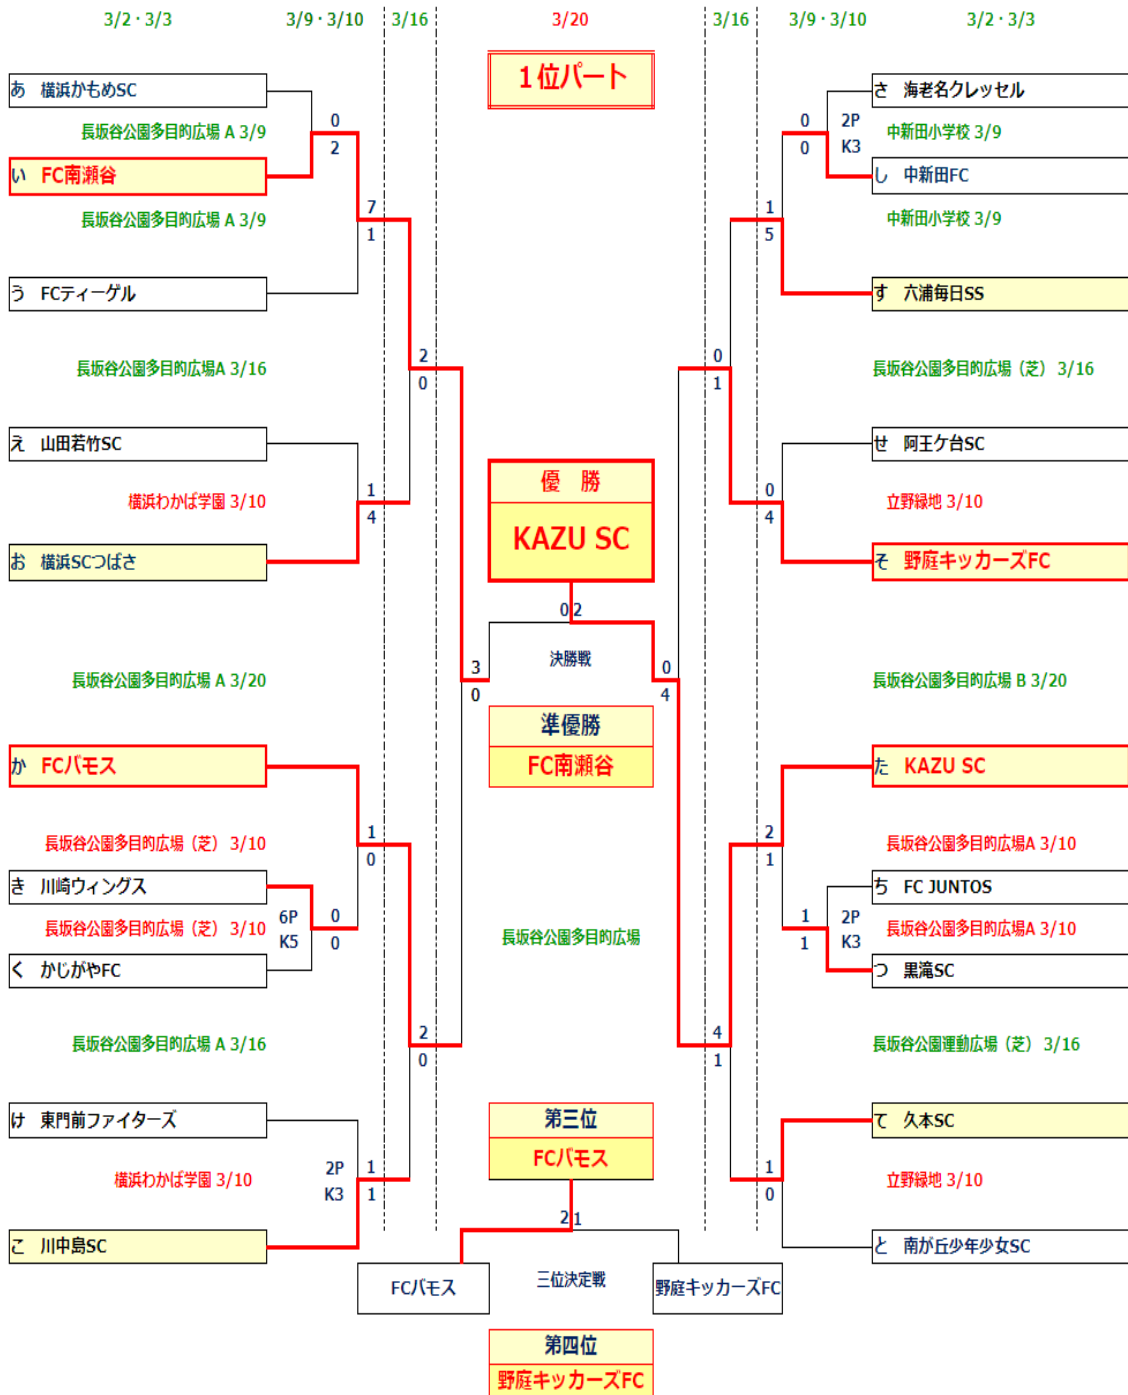 3/2・3/3 3/9・3/10 3/16 3/20 3/16 3/9・3/10 3/2・3/3
1位パート
あ 横浜かもめSC
さ 海老名クレッセル
長坂谷公園多目的広場 A 3/9
0
2
0
0
2P
K3
中新田小学校 3/9
い FC南瀬谷
し 中新田FC
長坂谷公園多目的広場 A 3/9
7
1
1
5
中新田小学校 3/9
う FCティーゲル
す 六浦毎日SS
長坂谷公園多目的広場A 3/16
2
0
0
1
長坂谷公園多目的広場（芝） 3/16
え 山田若竹SC
せ 阿王ケ台SC
横浜わかば学園 3/10
1
4
0
4
立野緑地 3/10
お 横浜SCつばさ
そ 野庭キッカーズFC
優 勝
KAZU SC
0 2
決勝戦
長坂谷公園多目的広場 A 3/20
3
0
0
4
長坂谷公園多目的広場 B 3/20
準優勝
FC南瀬谷
か FCバモス
た KAZU SC
長坂谷公園多目的広場（芝） 3/10
1
0
2
1
長坂谷公園多目的広場A 3/10
き 川崎ウィングス
ち FC JUNTOS
長坂谷公園多目的広場（芝） 3/10
6P
K5
0
0
1
1
2P
K3
長坂谷公園多目的広場A 3/10
く かじがやFC
つ 黒滝SC
長坂谷公園多目的広場
長坂谷公園多目的広場 A 3/16
2
0
4
1
長坂谷公園運動広場（芝） 3/16
け 東門前ファイターズ
て 久本SC
第三位
FCバモス
横浜わかば学園 3/10
2P
K3
1
1
1
0
立野緑地 3/10
こ 川中島SC
と 南が丘少年少女SC
2 1
FCバモス
三位決定戦
野庭キッカーズFC
第四位
野庭キッカーズFC